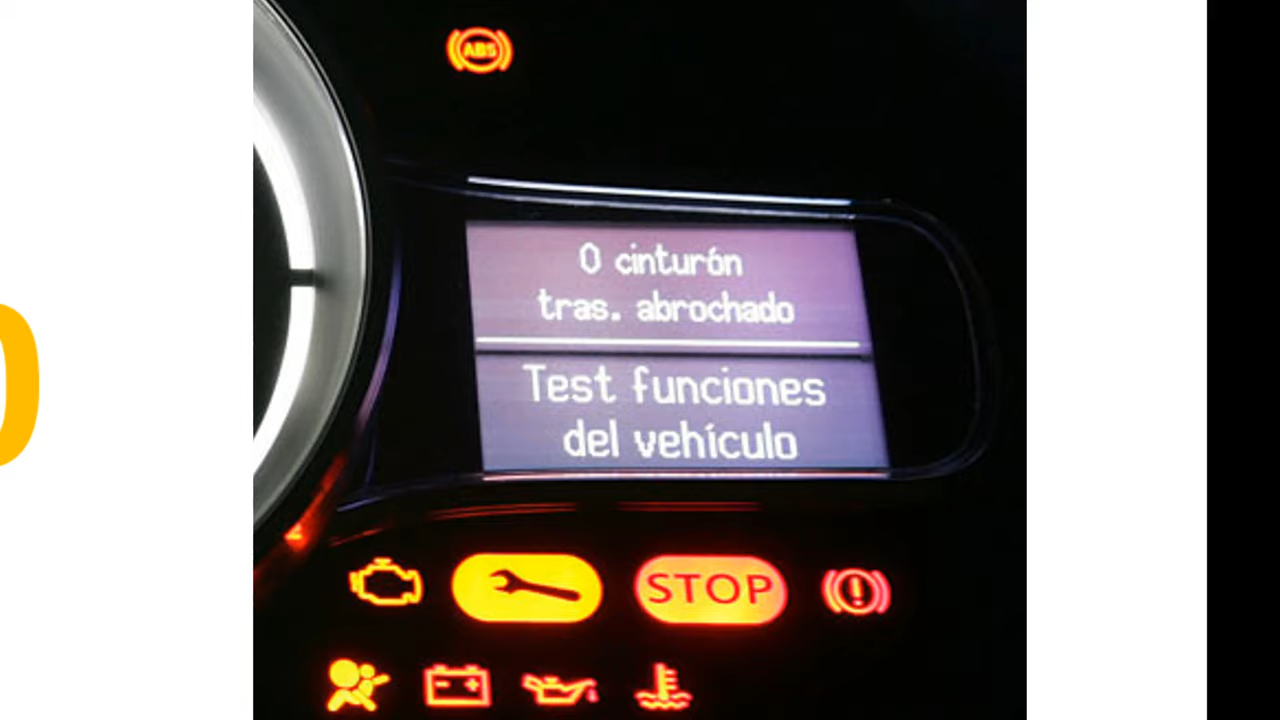 ABS
0 cinturón
tras. abrochado
Test funciones
del vehículo
STOP